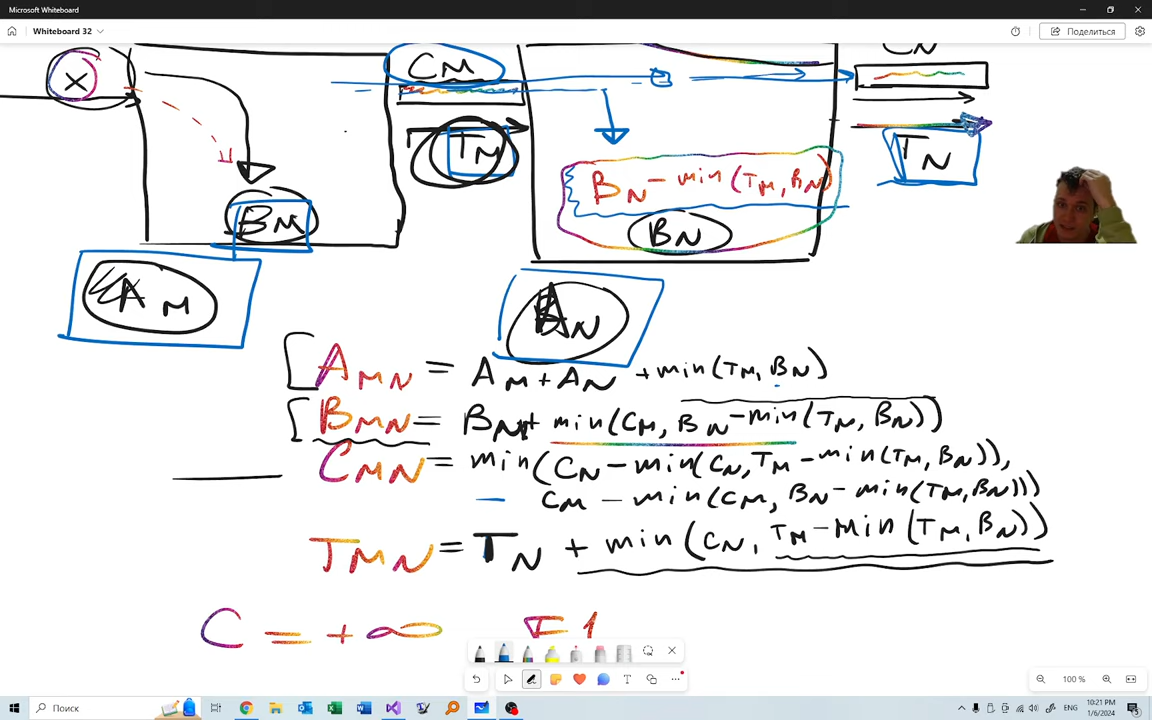 Microsoft Whiteboard
Whiteboard 32
Поделиться
X
CM
CN
TM
TN
BN - min(TM, BN)
BM
BN
AM
AN
AMN = AM + AN + min(TM, BN)
BMN = BM + min(CM, BN - min(TN, BN))
CMN = min(CN - min(CN, TM - min(TM, BN)),
CM - min(CM, BN - min(TM, BN)))
TMN = TN + min(CN, TM - min(TM, BN))
C = + ∞
100 %
Поиск
ENG
10:21 PM
1/6/2024